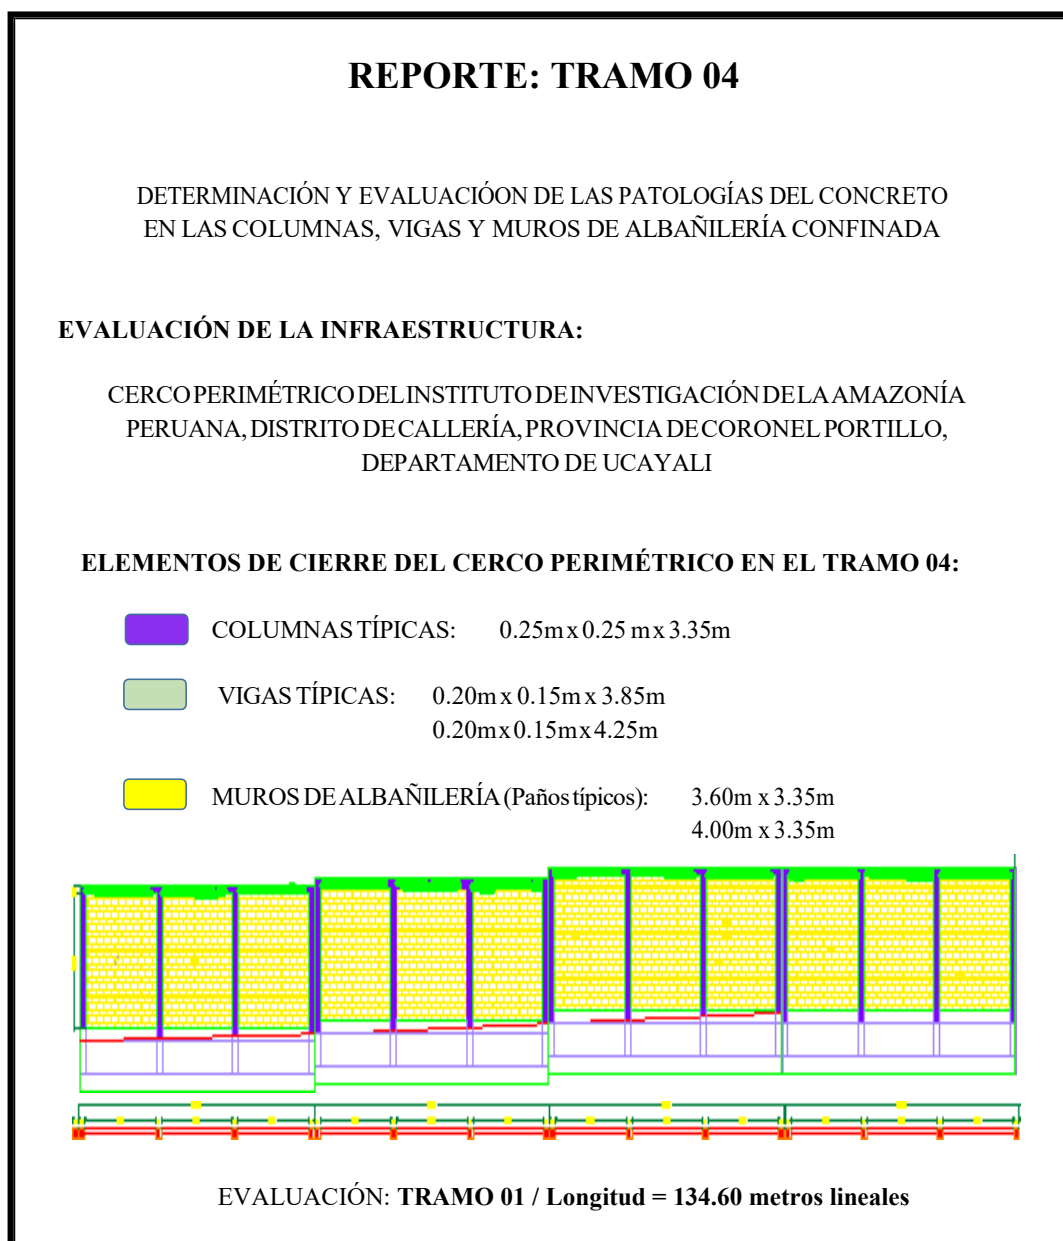 REPORTE: TRAMO 04
DETERMINACIÓN Y EVALUACIÓON DE LAS PATOLOGÍAS DEL CONCRETO
EN LAS COLUMNAS, VIGAS Y MUROS DE ALBAÑILERÍA CONFINADA
EVALUACIÓN DE LA INFRAESTRUCTURA:
CERCO PERIMÉTRICO DEL INSTITUTO DE INVESTIGACIÓN DE LA AMAZONÍA
PERUANA, DISTRITO DE CALLERÍA, PROVINCIA DE CORONEL PORTILLO,
DEPARTAMENTO DE UCAYALI
ELEMENTOS DE CIERRE DEL CERCO PERIMÉTRICO EN EL TRAMO 04:
COLUMNAS TÍPICAS: 0.25m x 0.25 m x 3.35m
VIGAS TÍPICAS: 0.20m x 0.15m x 3.85m
0.20m x 0.15m x 4.25m
MUROS DE ALBAÑILERÍA (Paños típicos): 3.60m x 3.35m
4.00m x 3.35m
EVALUACIÓN: TRAMO 01 / Longitud = 134.60 metros lineales